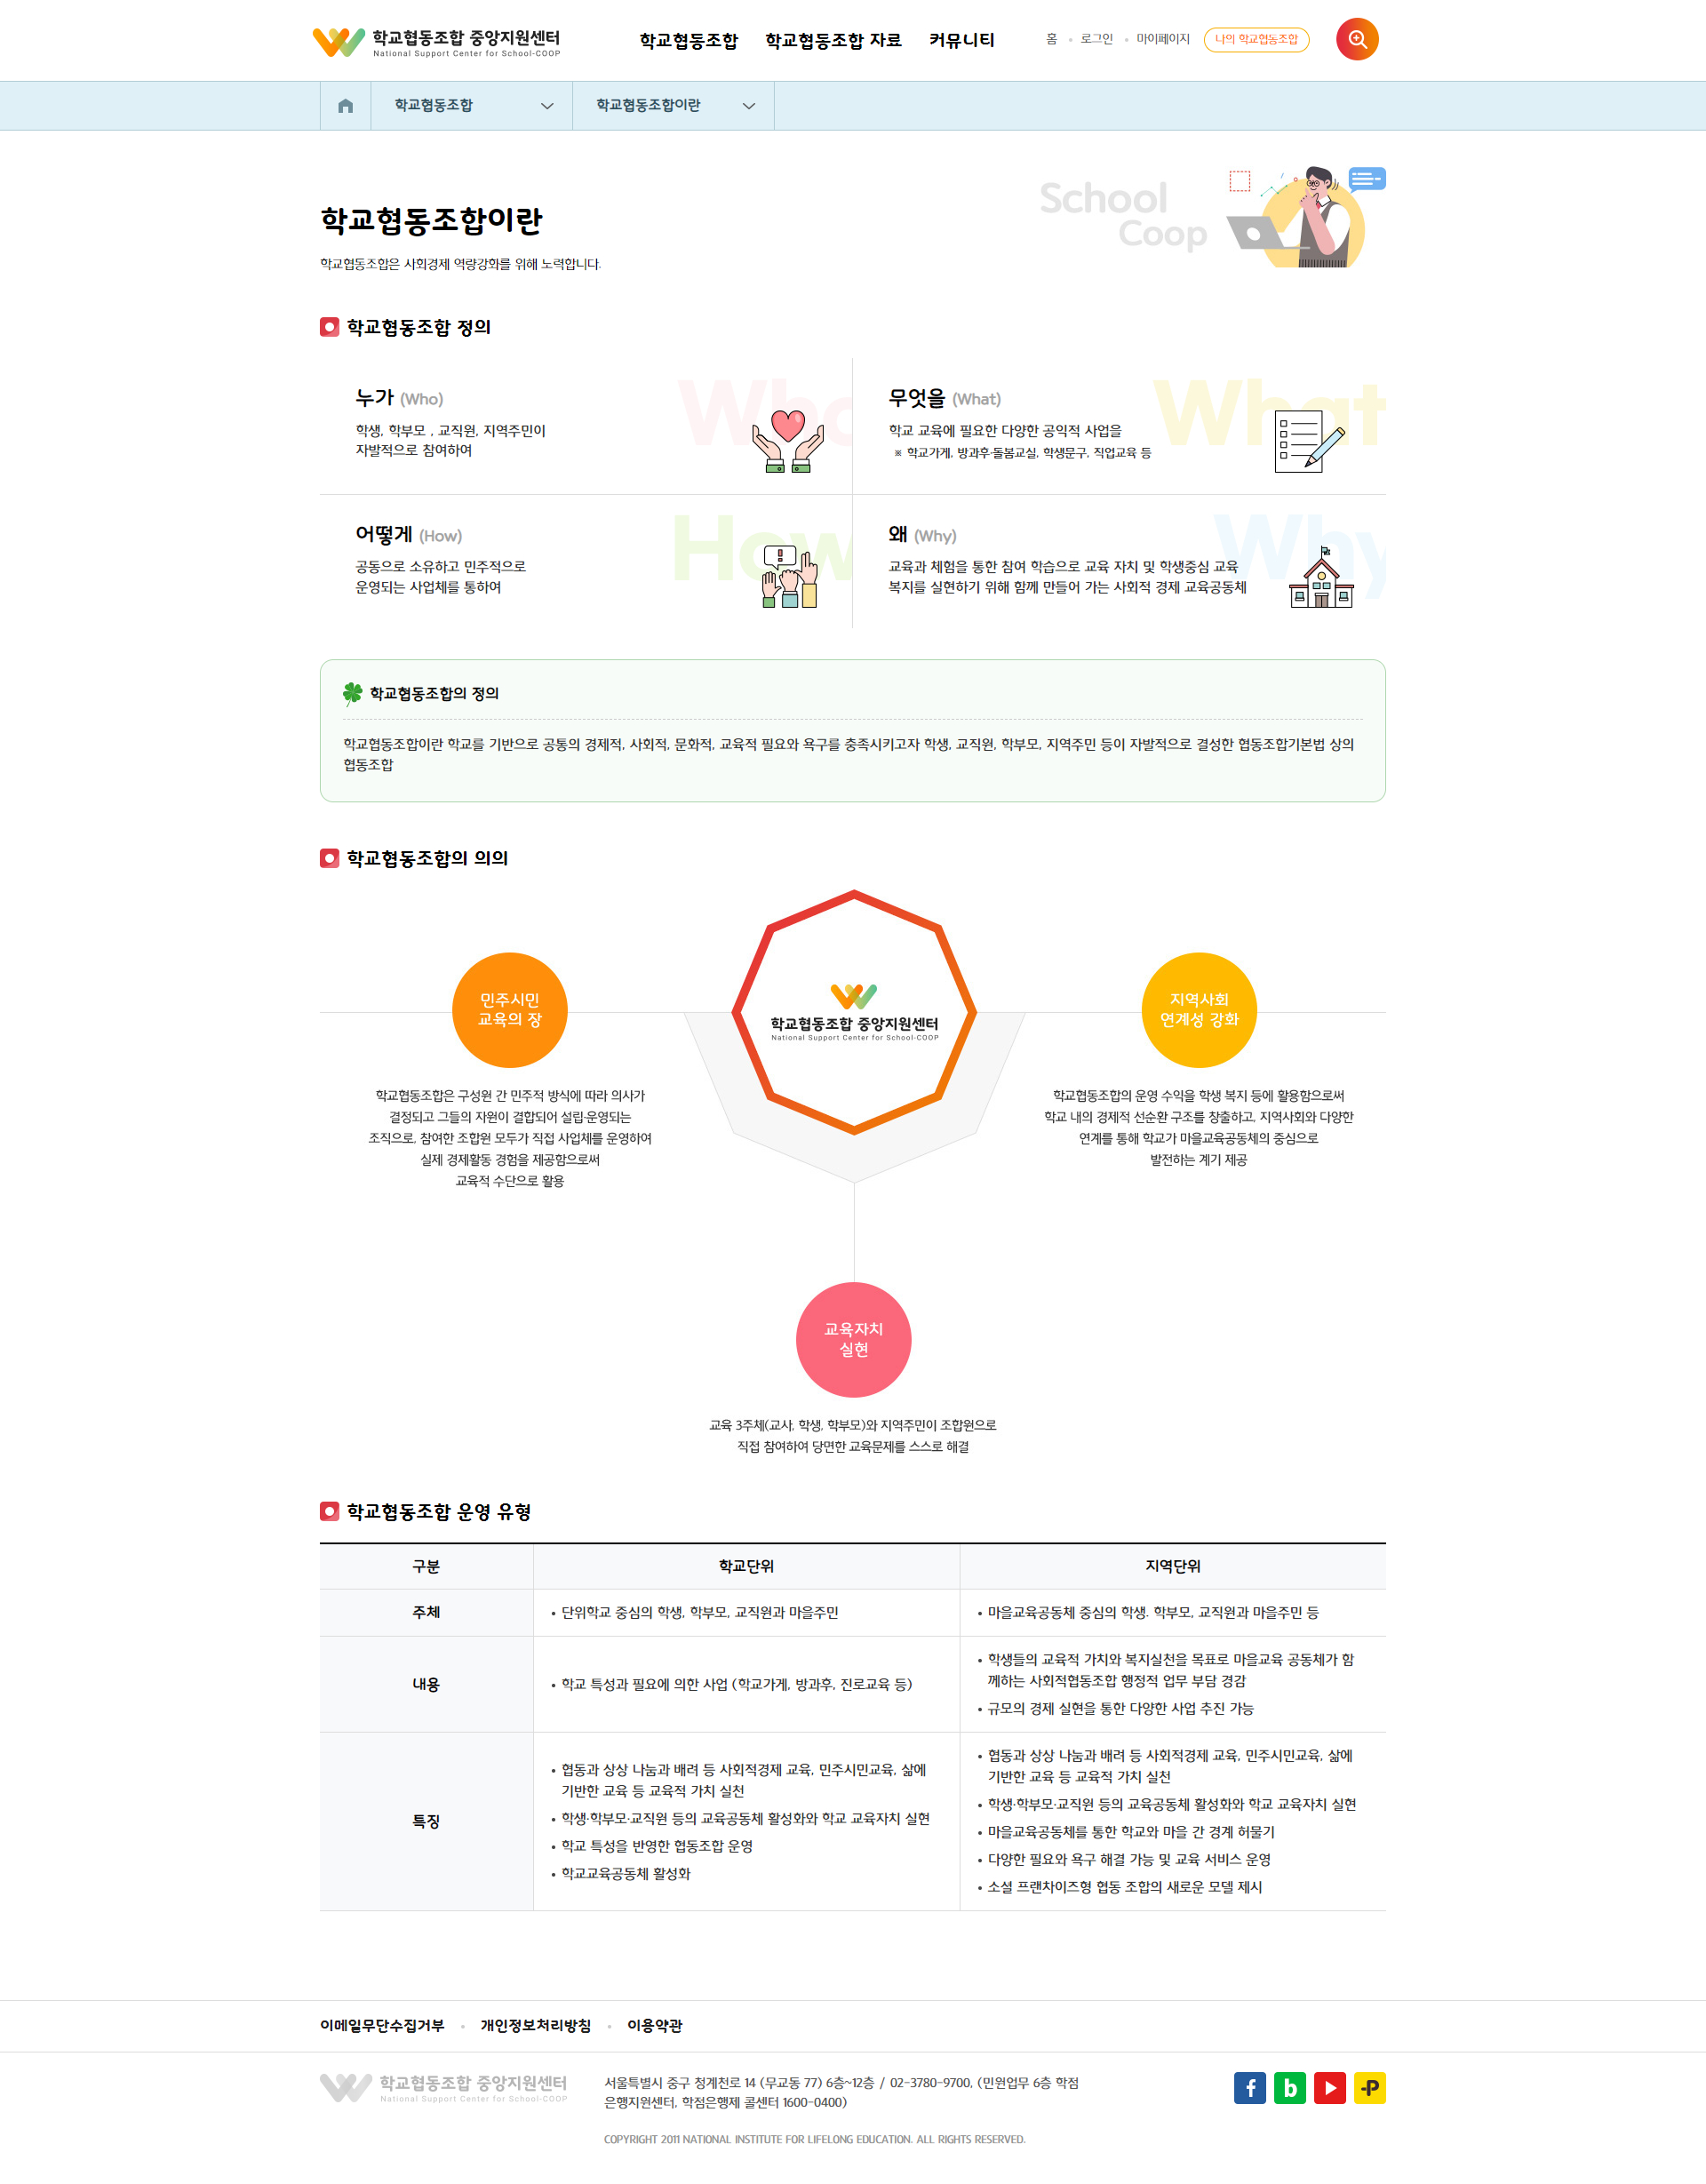 학교협동조합 중앙지원센터
National Support Center for School-COOP
학교협동조합 학교협동조합 자료 커뮤니티
홈 로그인 마이페이지 나의 학교협동조합
학교협동조합 학교협동조합이란
School
Coop
학교협동조합이란
학교협동조합은 사회경제 역량강화를 위해 노력합니다.
학교협동조합 정의
Who
누가 (Who)
학생, 학부모 , 교직원, 지역주민이
자발적으로 참여하여
What
무엇을 (What)
학교 교육에 필요한 다양한 공익적 사업을
※ 학교가게, 방과후·돌봄교실, 학생문구, 직업교육 등
How
어떻게 (How)
공동으로 소유하고 민주적으로
운영되는 사업체를 통하여
Why
왜 (Why)
교육과 체험을 통한 참여 학습으로 교육 자치 및 학생중심 교육
복지를 실현하기 위해 함께 만들어 가는 사회적 경제 교육공동체
학교협동조합의 정의
학교협동조합이란 학교를 기반으로 공통의 경제적, 사회적, 문화적, 교육적 필요와 욕구를 충족시키고자 학생, 교직원, 학부모, 지역주민 등이 자발적으로 결성한 협동조합기본법 상의
협동조합
학교협동조합의 의의
학교협동조합 중앙지원센터
National Support Center for School-COOP
민주시민
교육의 장
학교협동조합은 구성원 간 민주적 방식에 따라 의사가
결정되고 그들의 자원이 결합되어 설립·운영되는
조직으로, 참여한 조합원 모두가 직접 사업체를 운영하여
실제 경제활동 경험을 제공함으로써
교육적 수단으로 활용
지역사회
연계성 강화
학교협동조합의 운영 수익을 학생 복지 등에 활용함으로써
학교 내의 경제적 선순환 구조를 창출하고, 지역사회와 다양한
연계를 통해 학교가 마을교육공동체의 중심으로
발전하는 계기 제공
교육자치
실현
교육 3주체(교사, 학생, 학부모)와 지역주민이 조합원으로
직접 참여하여 당면한 교육문제를 스스로 해결
학교협동조합 운영 유형
구분 학교단위 지역단위
주체
• 단위학교 중심의 학생, 학부모, 교직원과 마을주민
• 마을교육공동체 중심의 학생. 학부모, 교직원과 마을주민 등
내용
• 학교 특성과 필요에 의한 사업 (학교가게, 방과후, 진로교육 등)
• 학생들의 교육적 가치와 복지실천을 목표로 마을교육 공동체가 함
께하는 사회적협동조합 행정적 업무 부담 경감
• 규모의 경제 실현을 통한 다양한 사업 추진 가능
특징
• 협동과 상상 나눔과 배려 등 사회적경제 교육, 민주시민교육, 삶에
기반한 교육 등 교육적 가치 실천
• 학생·학부모·교직원 등의 교육공동체 활성화와 학교 교육자치 실현
• 학교 특성을 반영한 협동조합 운영
• 학교교육공동체 활성화
• 협동과 상상 나눔과 배려 등 사회적경제 교육, 민주시민교육, 삶에
기반한 교육 등 교육적 가치 실천
• 학생·학부모·교직원 등의 교육공동체 활성화와 학교 교육자치 실현
• 마을교육공동체를 통한 학교와 마을 간 경계 허물기
• 다양한 필요와 욕구 해결 가능 및 교육 서비스 운영
• 소셜 프랜차이즈형 협동 조합의 새로운 모델 제시
이메일무단수집거부 개인정보처리방침 이용약관
학교협동조합 중앙지원센터
National Support Center for School-COOP
서울특별시 중구 청계천로 14 (무교동 77) 6층~12층 / 02-3780-9700, (민원업무 6층 학점
은행지원센터, 학점은행제 콜센터 1600-0400)
COPYRIGHT 2011 NATIONAL INSTITUTE FOR LIFELONG EDUCATION. ALL RIGHTS RESERVED.